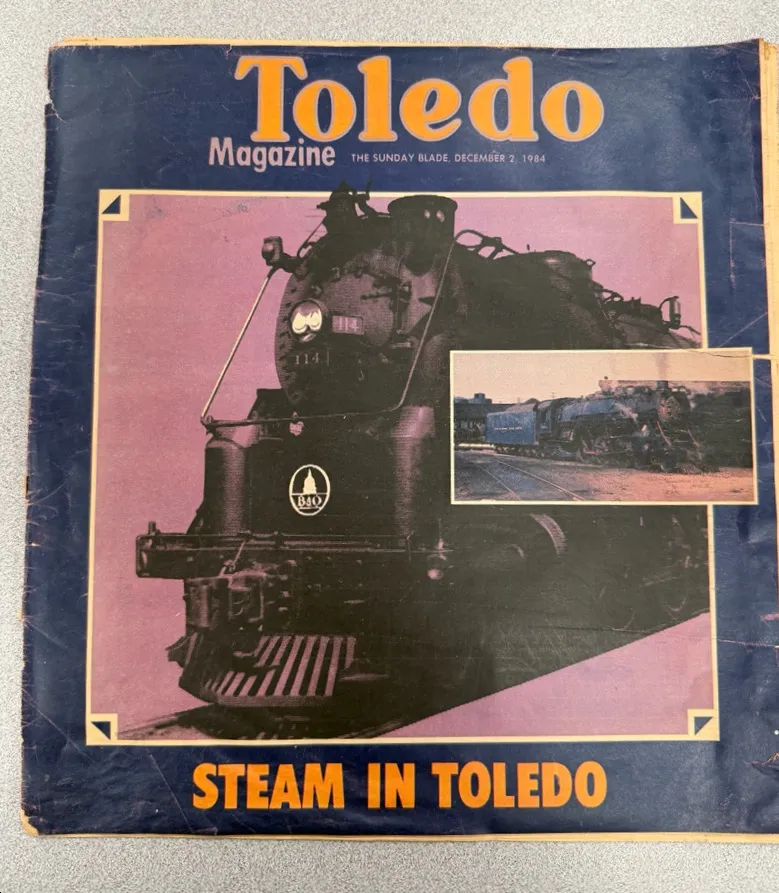 Toledo
Magazine THE SUNDAY BLADE, DECEMBER 2, 1984
114
114
B&O
STEAM IN TOLEDO